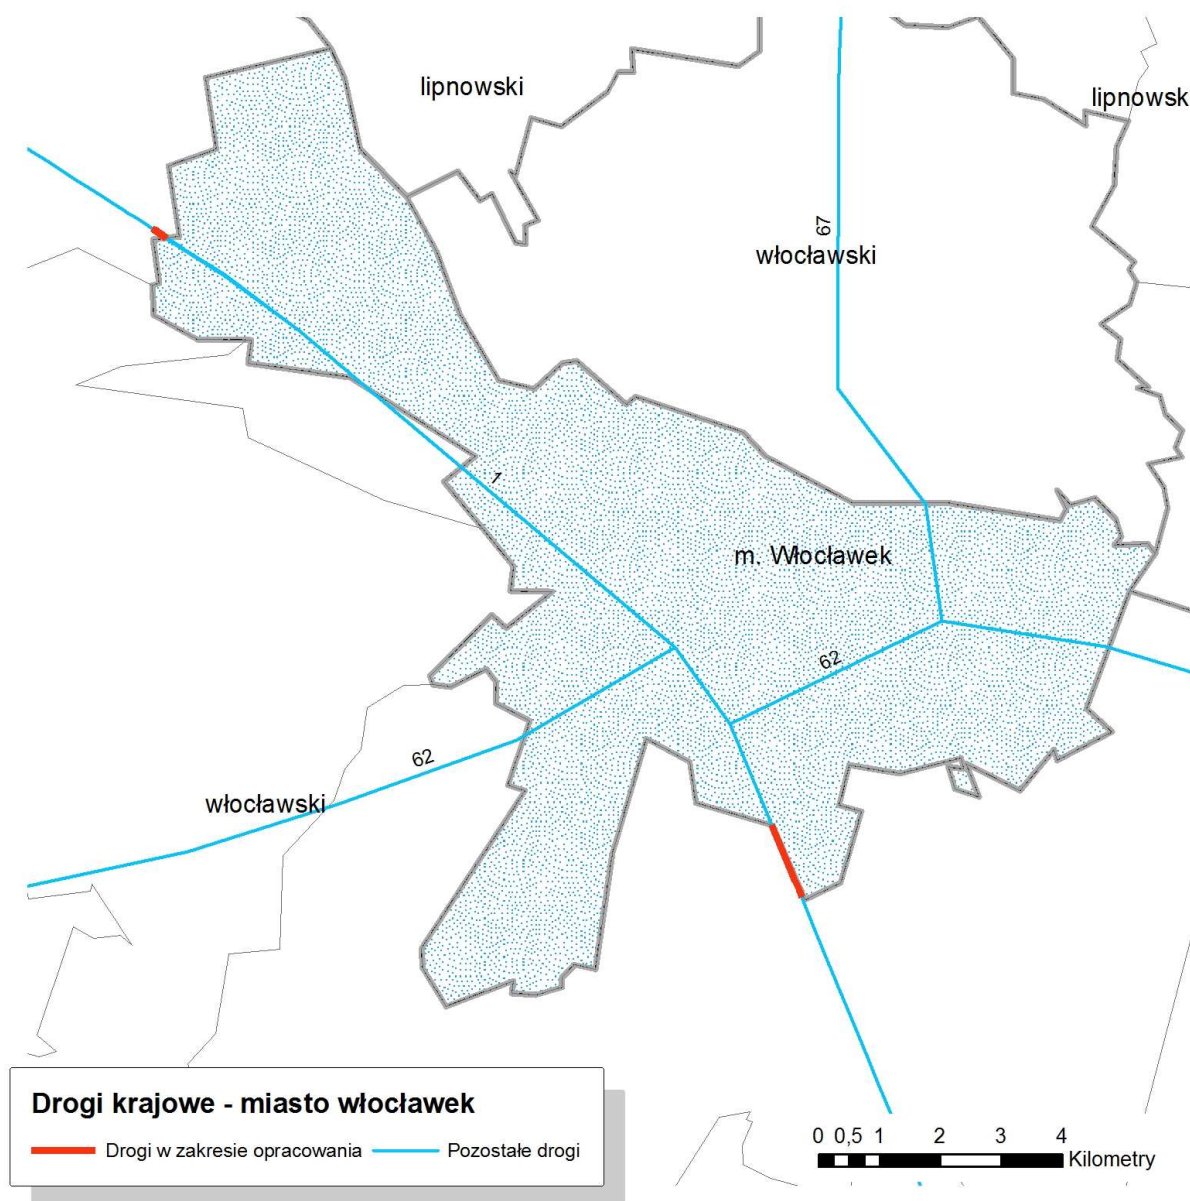 lipnowski
lipnowsk
67
włocławski
1
m. Włocławek
62
62
włocławski
Drogi krajowe - miasto włocławek
Drogi w zakresie opracowania
Pozostałe drogi
0 0,5 1 2 3 4
Kilometry